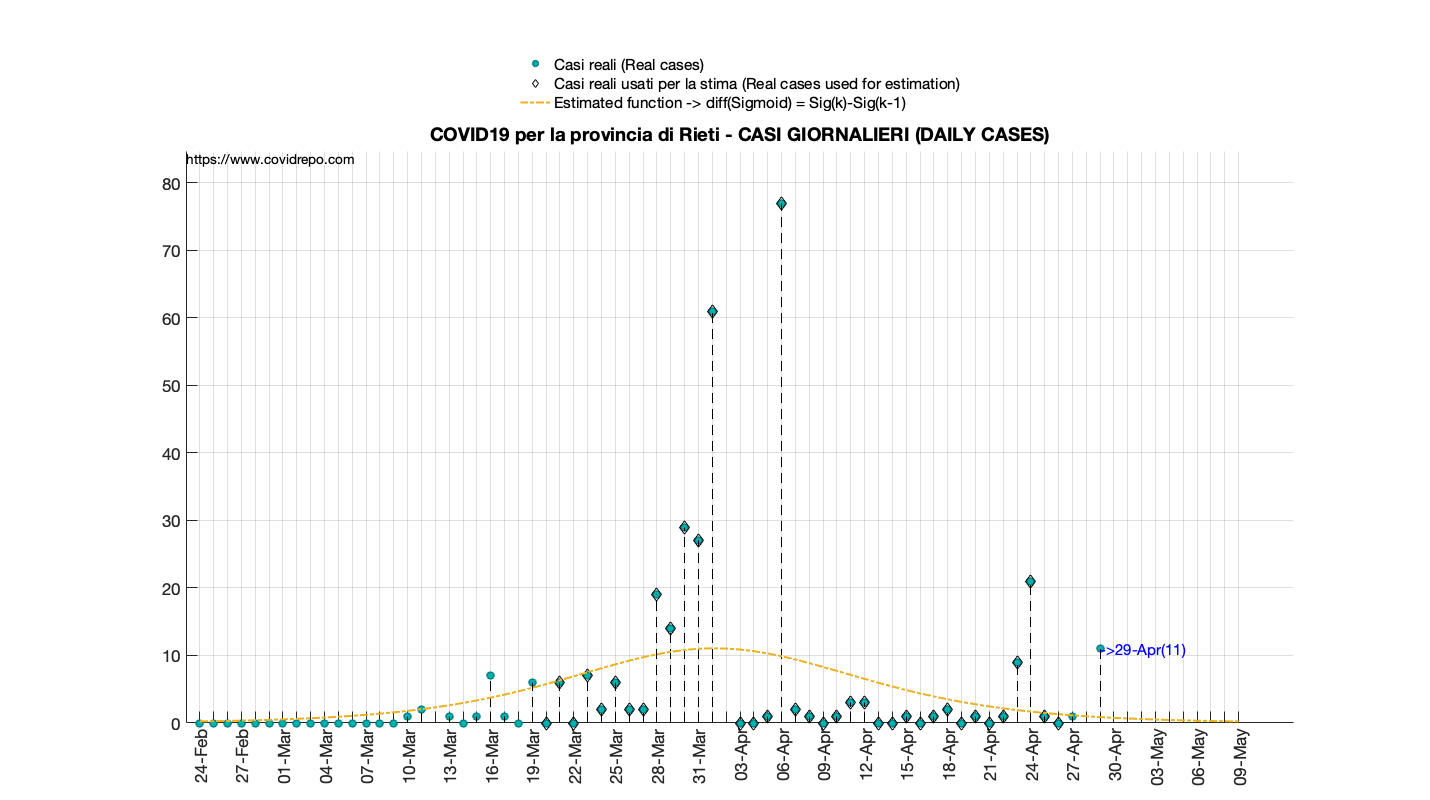 Casi reali (Real cases)
Casi reali usati per la stima (Real cases used for estimation)
Estimated function -> diff(Sigmoid) = Sig(k)-Sig(k-1)
COVID19 per la provincia di Rieti - CASI GIORNALIERI (DAILY CASES)
https://www.covidrepo.com
80
70
60
50
40
30
20
10
0
>29-Apr(11)
24-Feb
27-Feb
01-Mar
04-Mar
07-Mar
10-Mar
13-Mar
16-Mar
19-Mar
22-Mar
25-Mar
28-Mar
31-Mar
03-Apr
06-Apr
09-Apr
12-Apr
15-Apr
18-Apr
21-Apr
24-Apr
27-Apr
30-Apr
03-May
06-May
09-May